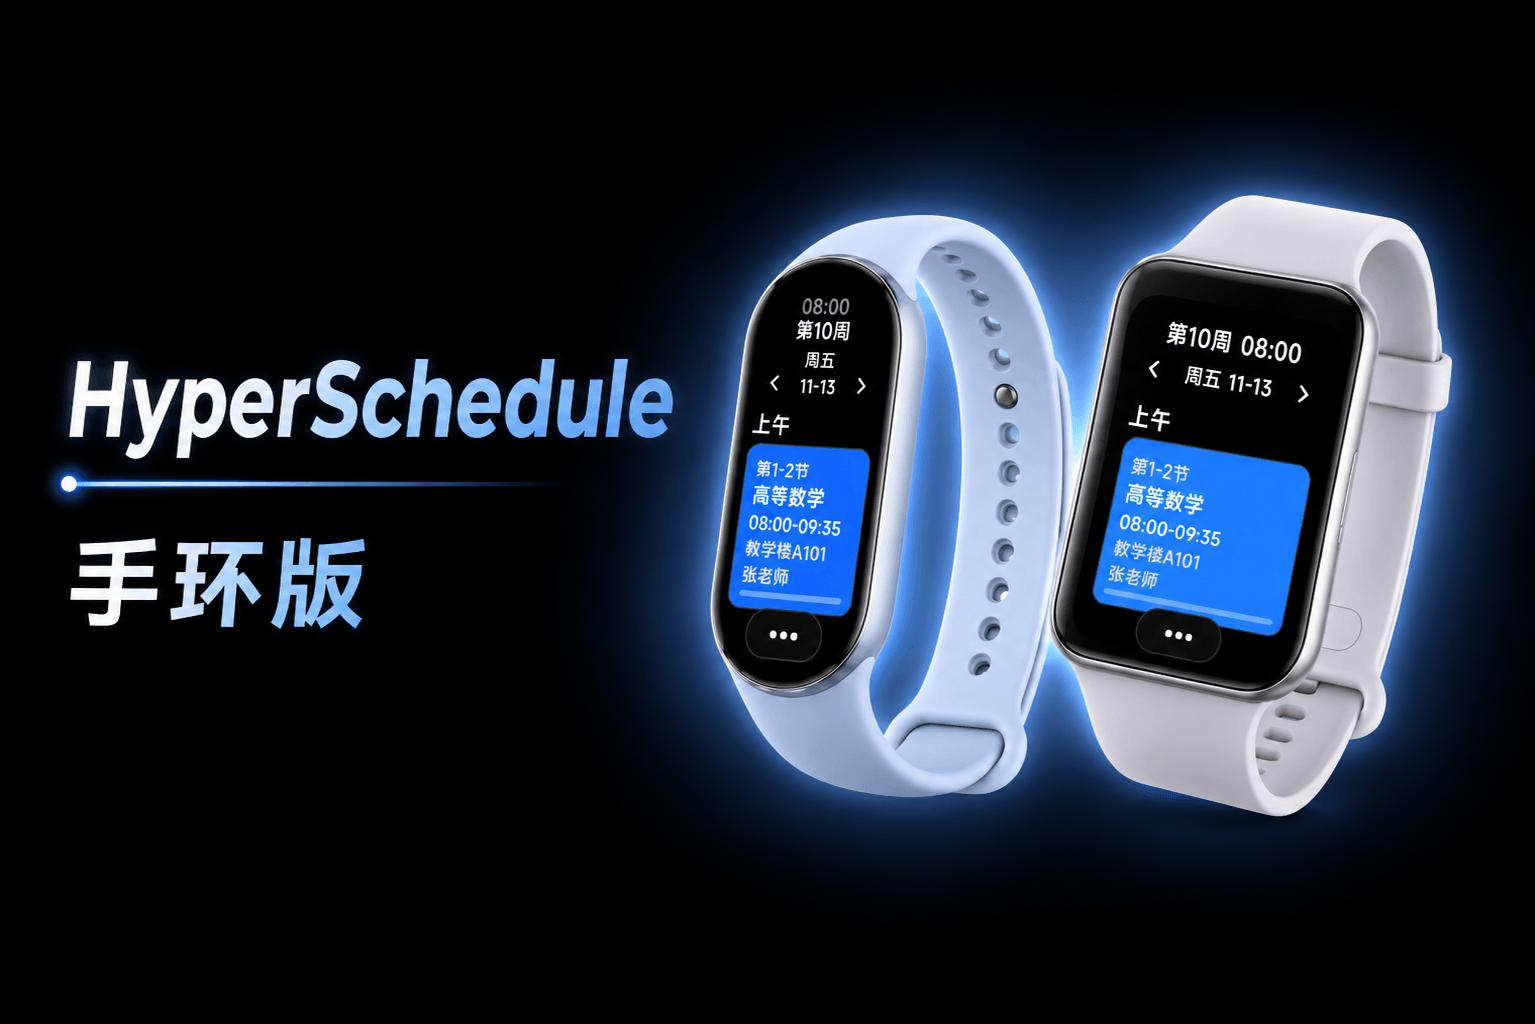 HyperSchedule
手环版
08:00
第10周
周五
11-13
上午
第1-2节
高等数学
08:00-09:35
教学楼A101
张老师
第10周 08:00
周五 11-13
上午
第1-2节
高等数学
08:00-09:35
教学楼A101
张老师